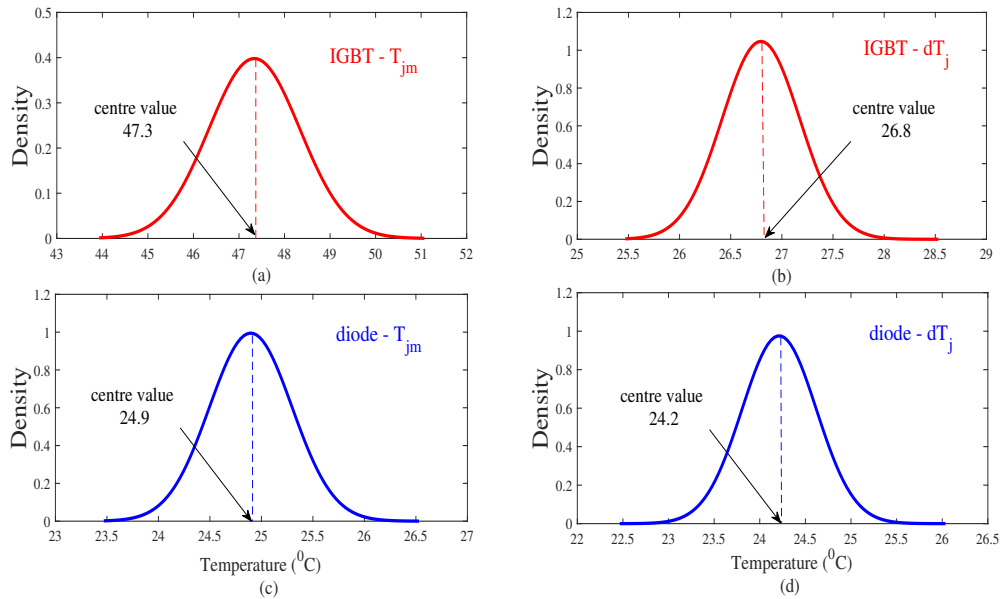 0.5
0.4
0.3
0.2
0.1
0
Density
IGBT - Tjm
centre value
47.3
43 44 45 46 47 48 49 50 51 52
(a)
1.2
1
0.8
0.6
0.4
0.2
0
Density
IGBT - dTj
centre value
26.8
25 25.5 26 26.5 27 27.5 28 28.5 29
(b)
1.2
1
0.8
0.6
0.4
0.2
0
Density
diode - Tjm
centre value
24.9
23 23.5 24 24.5 25 25.5 26 26.5 27
Temperature (⁰C)
(c)
1.2
1
0.8
0.6
0.4
0.2
0
Density
diode - dTj
centre value
24.2
22 22.5 23 23.5 24 24.5 25 25.5 26 26.5
Temperature (⁰C)
(d)